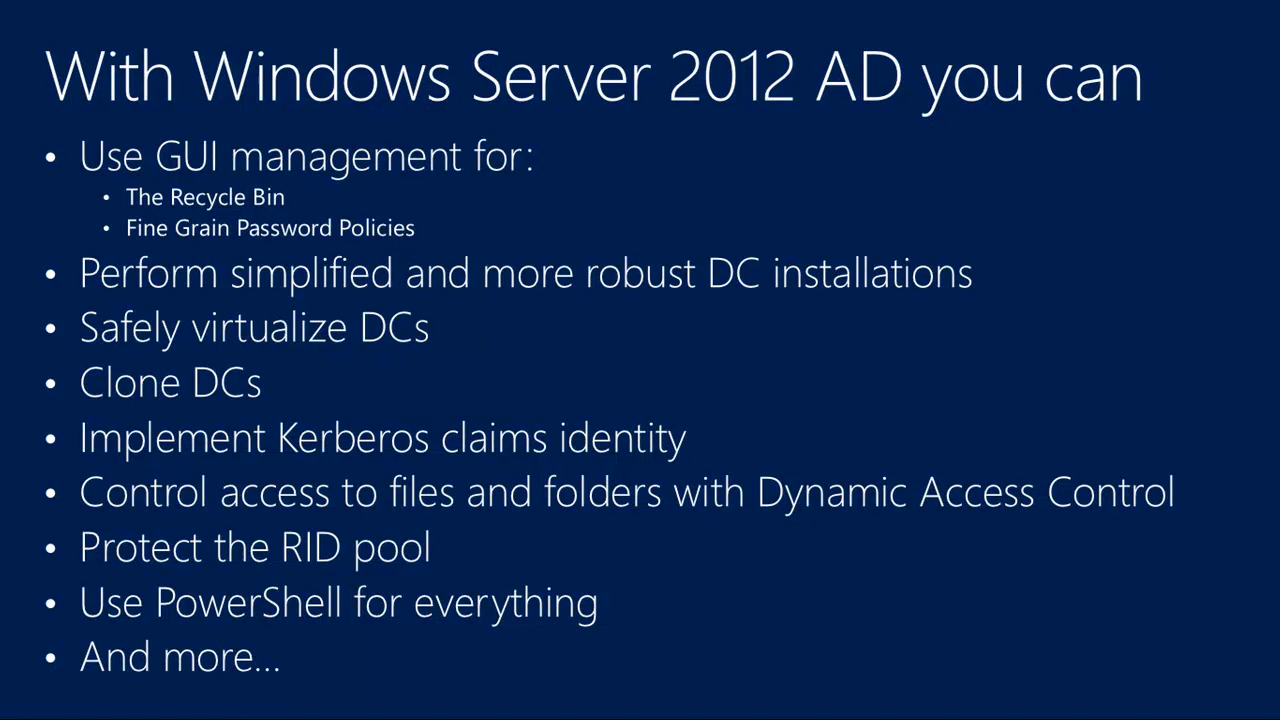 With Windows Server 2012 AD you can
• Use GUI management for:
• The Recycle Bin
• Fine Grain Password Policies
• Perform simplified and more robust DC installations
• Safely virtualize DCs
• Clone DCs
• Implement Kerberos claims identity
• Control access to files and folders with Dynamic Access Control
• Protect the RID pool
• Use PowerShell for everything
• And more...